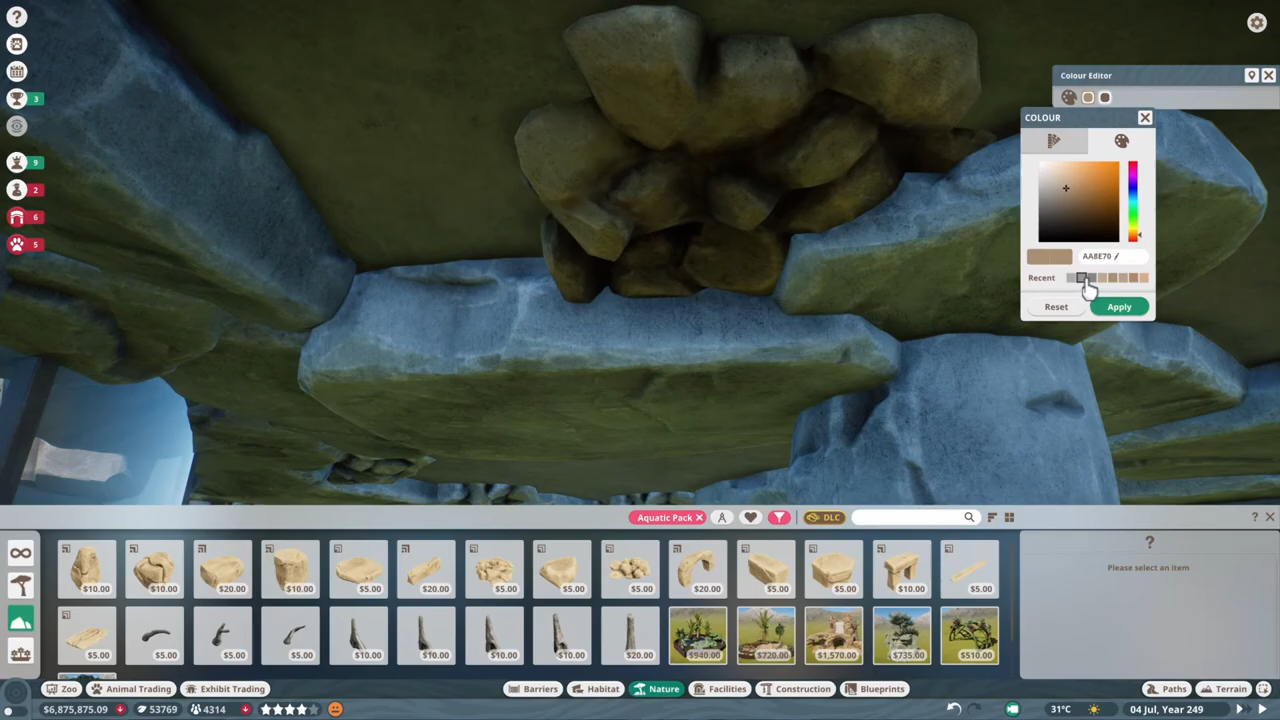 3
9
2
6
5
Colour Editor
COLOUR
AA8E70
Recent
Reset
Apply
Aquatic Pack
DLC
$10.00
$10.00
$20.00
$10.00
$5.00
$20.00
$5.00
$5.00
$5.00
$20.00
$5.00
$5.00
$10.00
$5.00
$5.00
$5.00
$5.00
$5.00
$10.00
$10.00
$10.00
$10.00
$20.00
$940.00
$720.00
$1,570.00
$735.00
$510.00
?
Please select an item
Zoo
Animal Trading
Exhibit Trading
Barriers
Habitat
Nature
Facilities
Construction
Blueprints
Paths
Terrain
$6,875,875.09
53769
4314
31°C
04 Jul, Year 249